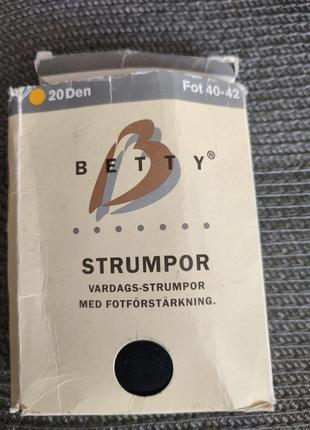 20 Den Fot 40-42
BETTY®
STRUMPOR
VARDAGS-STRUMPOR
MED FOTFÖRSTÄRKNING.